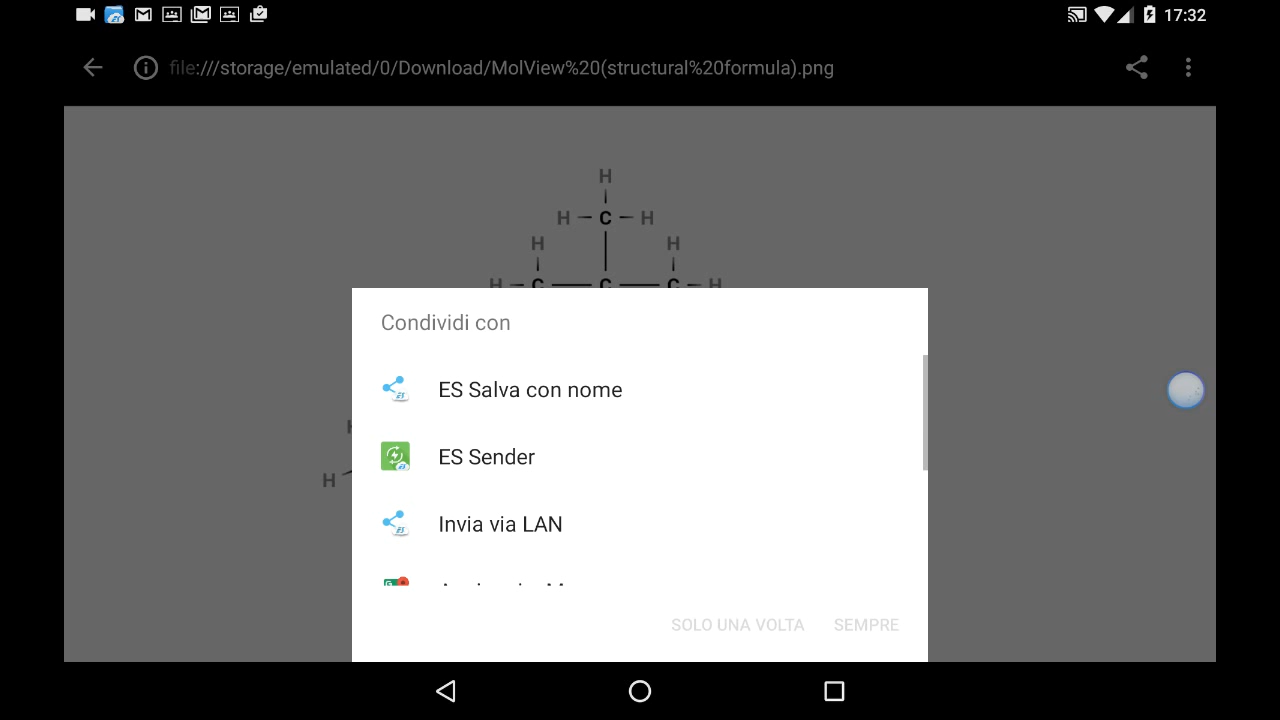 17:32
file:///storage/emulated/0/Download/MolView%20(structural%20formula).png
H
H C H
H H
H C C C H
Condividi con
ES Salva con nome
ES Sender
Invia via LAN
H
H
SOLO UNA VOLTA SEMPRE